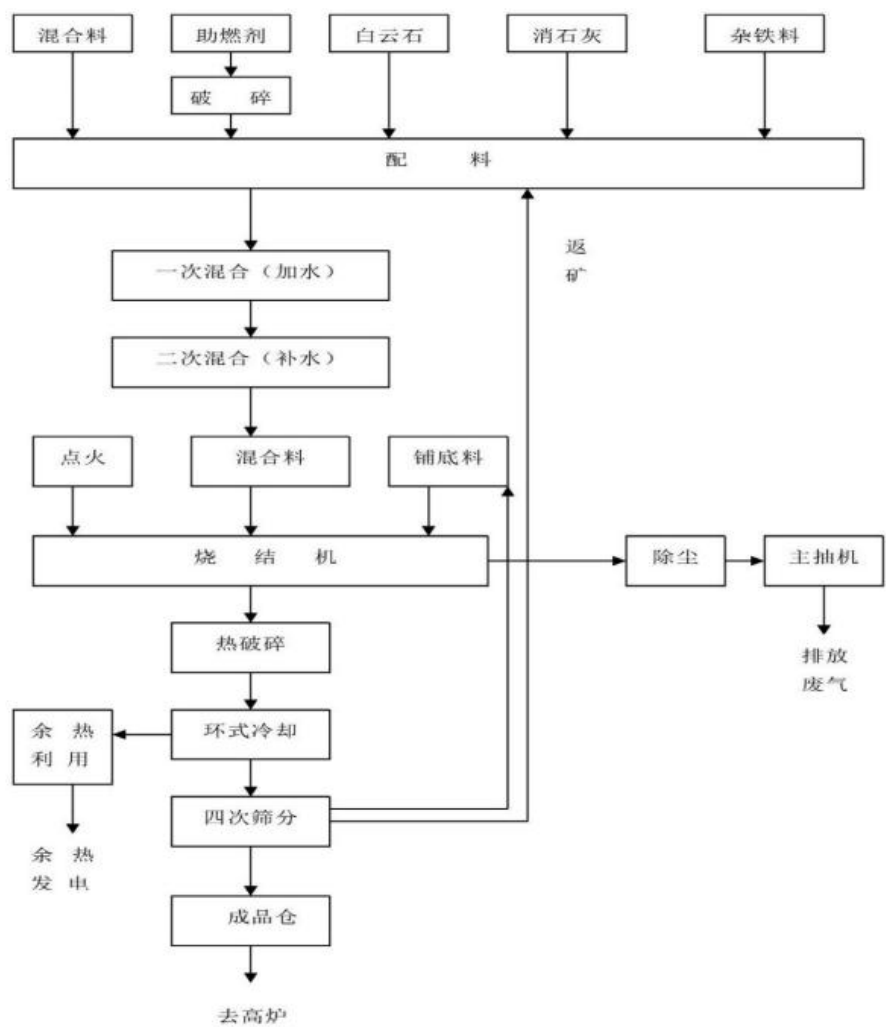 混合料
助燃剂
白云石
消石灰
杂铁料
破 碎
配 料
返
矿
一次混合（加水）
二次混合（补水）
点火
混合料
铺底料
烧 结 机
除尘
主抽机
热破碎
排放
废气
环式冷却
余 热
利 用
四次筛分
余 热
发 电
成品仓
去高炉